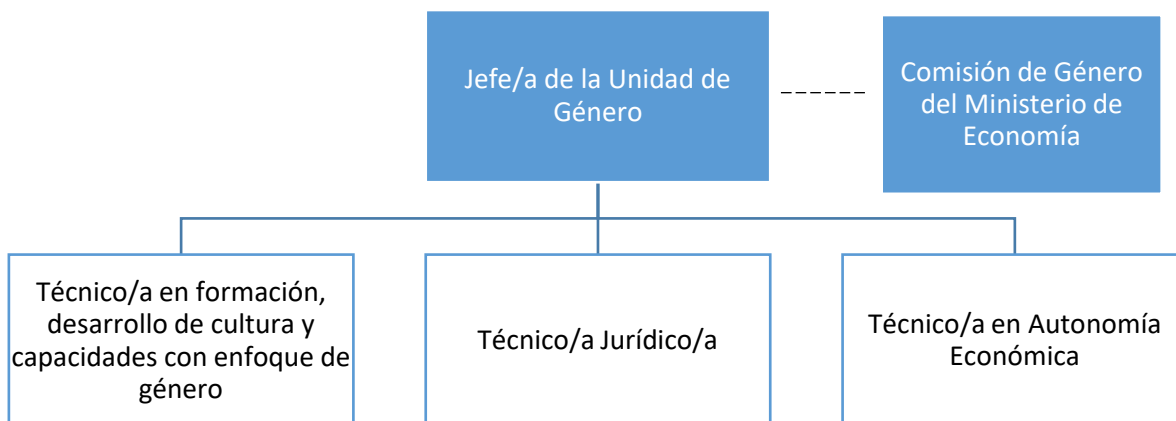 Jefe/a de la Unidad de
Género
Comisión de Género
del Ministerio de
Economía
Técnico/a en formación,
desarrollo de cultura y
capacidades con enfoque de
género
Técnico/a Jurídico/a
Técnico/a en Autonomía
Económica